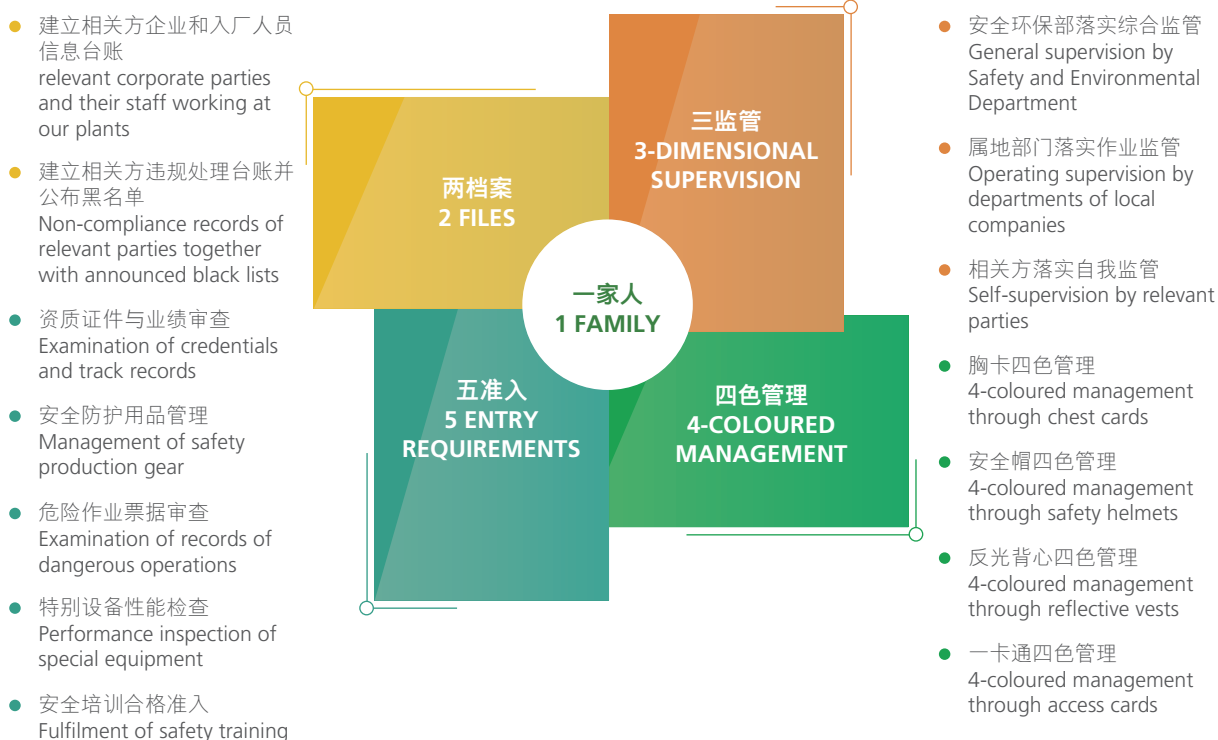 建立相关方企业和入厂人员
信息台账
relevant corporate parties
and their staff working at
our plants
建立相关方违规处理台账并
公布黑名单
Non-compliance records of
relevant parties together
with announced black lists
资质证件与业绩审查
Examination of credentials
and track records
安全防护用品管理
Management of safety
production gear
危险作业票据审查
Examination of records of
dangerous operations
特别设备性能检查
Performance inspection of
special equipment
安全培训合格准入
Fulfilment of safety training
两档案
2 FILES
三监管
3-DIMENSIONAL
SUPERVISION
一家人
1 FAMILY
五准入
5 ENTRY
REQUIREMENTS
四色管理
4-COLOURED
MANAGEMENT
安全环保部落实综合监管
General supervision by
Safety and Environmental
Department
属地部门落实作业监管
Operating supervision by
departments of local
companies
相关方落实自我监管
Self-supervision by relevant
parties
胸卡四色管理
4-coloured management
through chest cards
安全帽四色管理
4-coloured management
through safety helmets
反光背心四色管理
4-coloured management
through reflective vests
一卡通四色管理
4-coloured management
through access cards